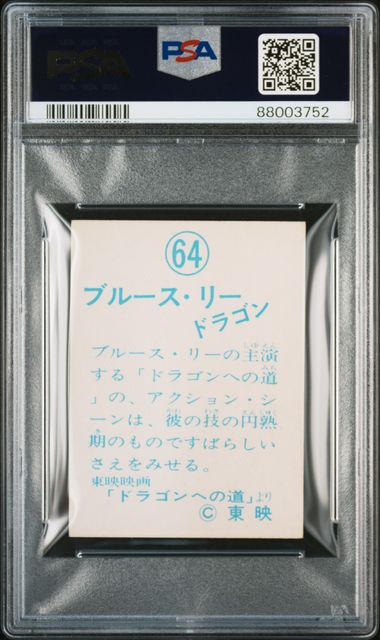 PSA
PSA
88003752
64
ブルース・リー
ドラゴン
ブルース・リーの主演
する「ドラゴンへの道
」の、アクション・シ
ーンは、彼の技の円熟
期のものですばらしい
さえをみせる。
東映映画
「ドラゴンへの道」より
© 東映